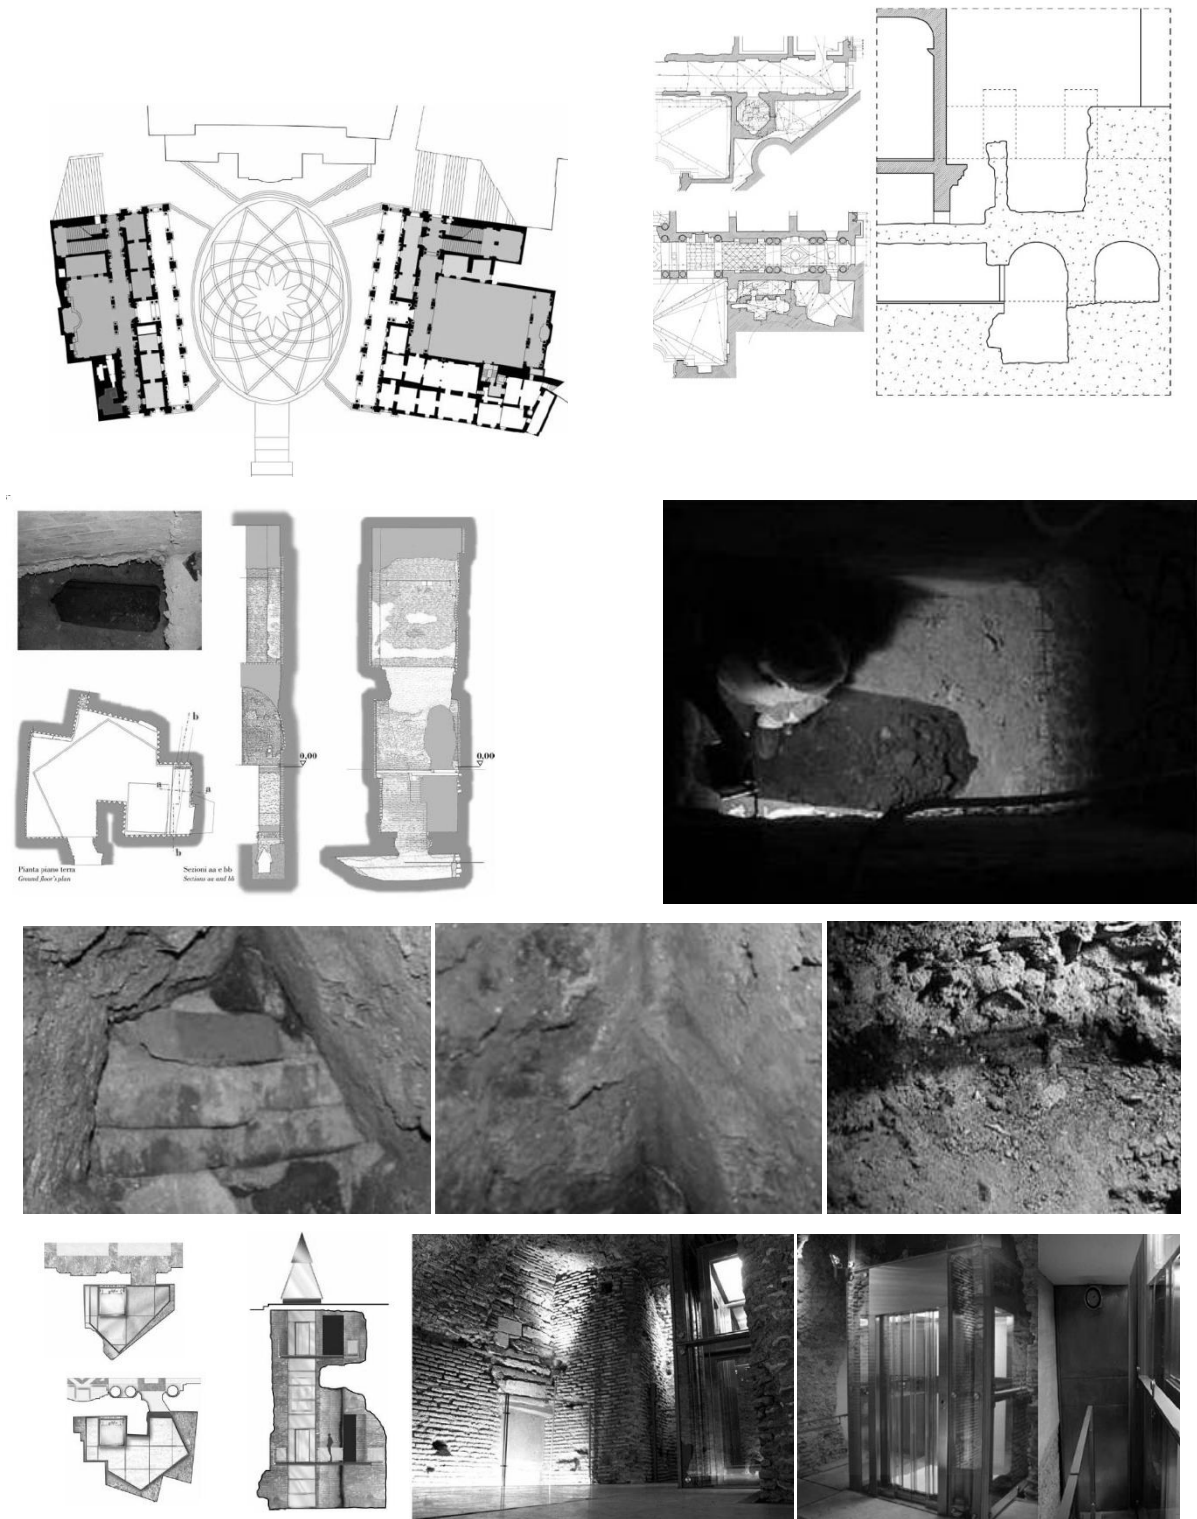 b
0.00
0.00
a
a
b
Pianta piano terra
Ground floor's plan
Sezioni aa e bb
Sections aa and bb